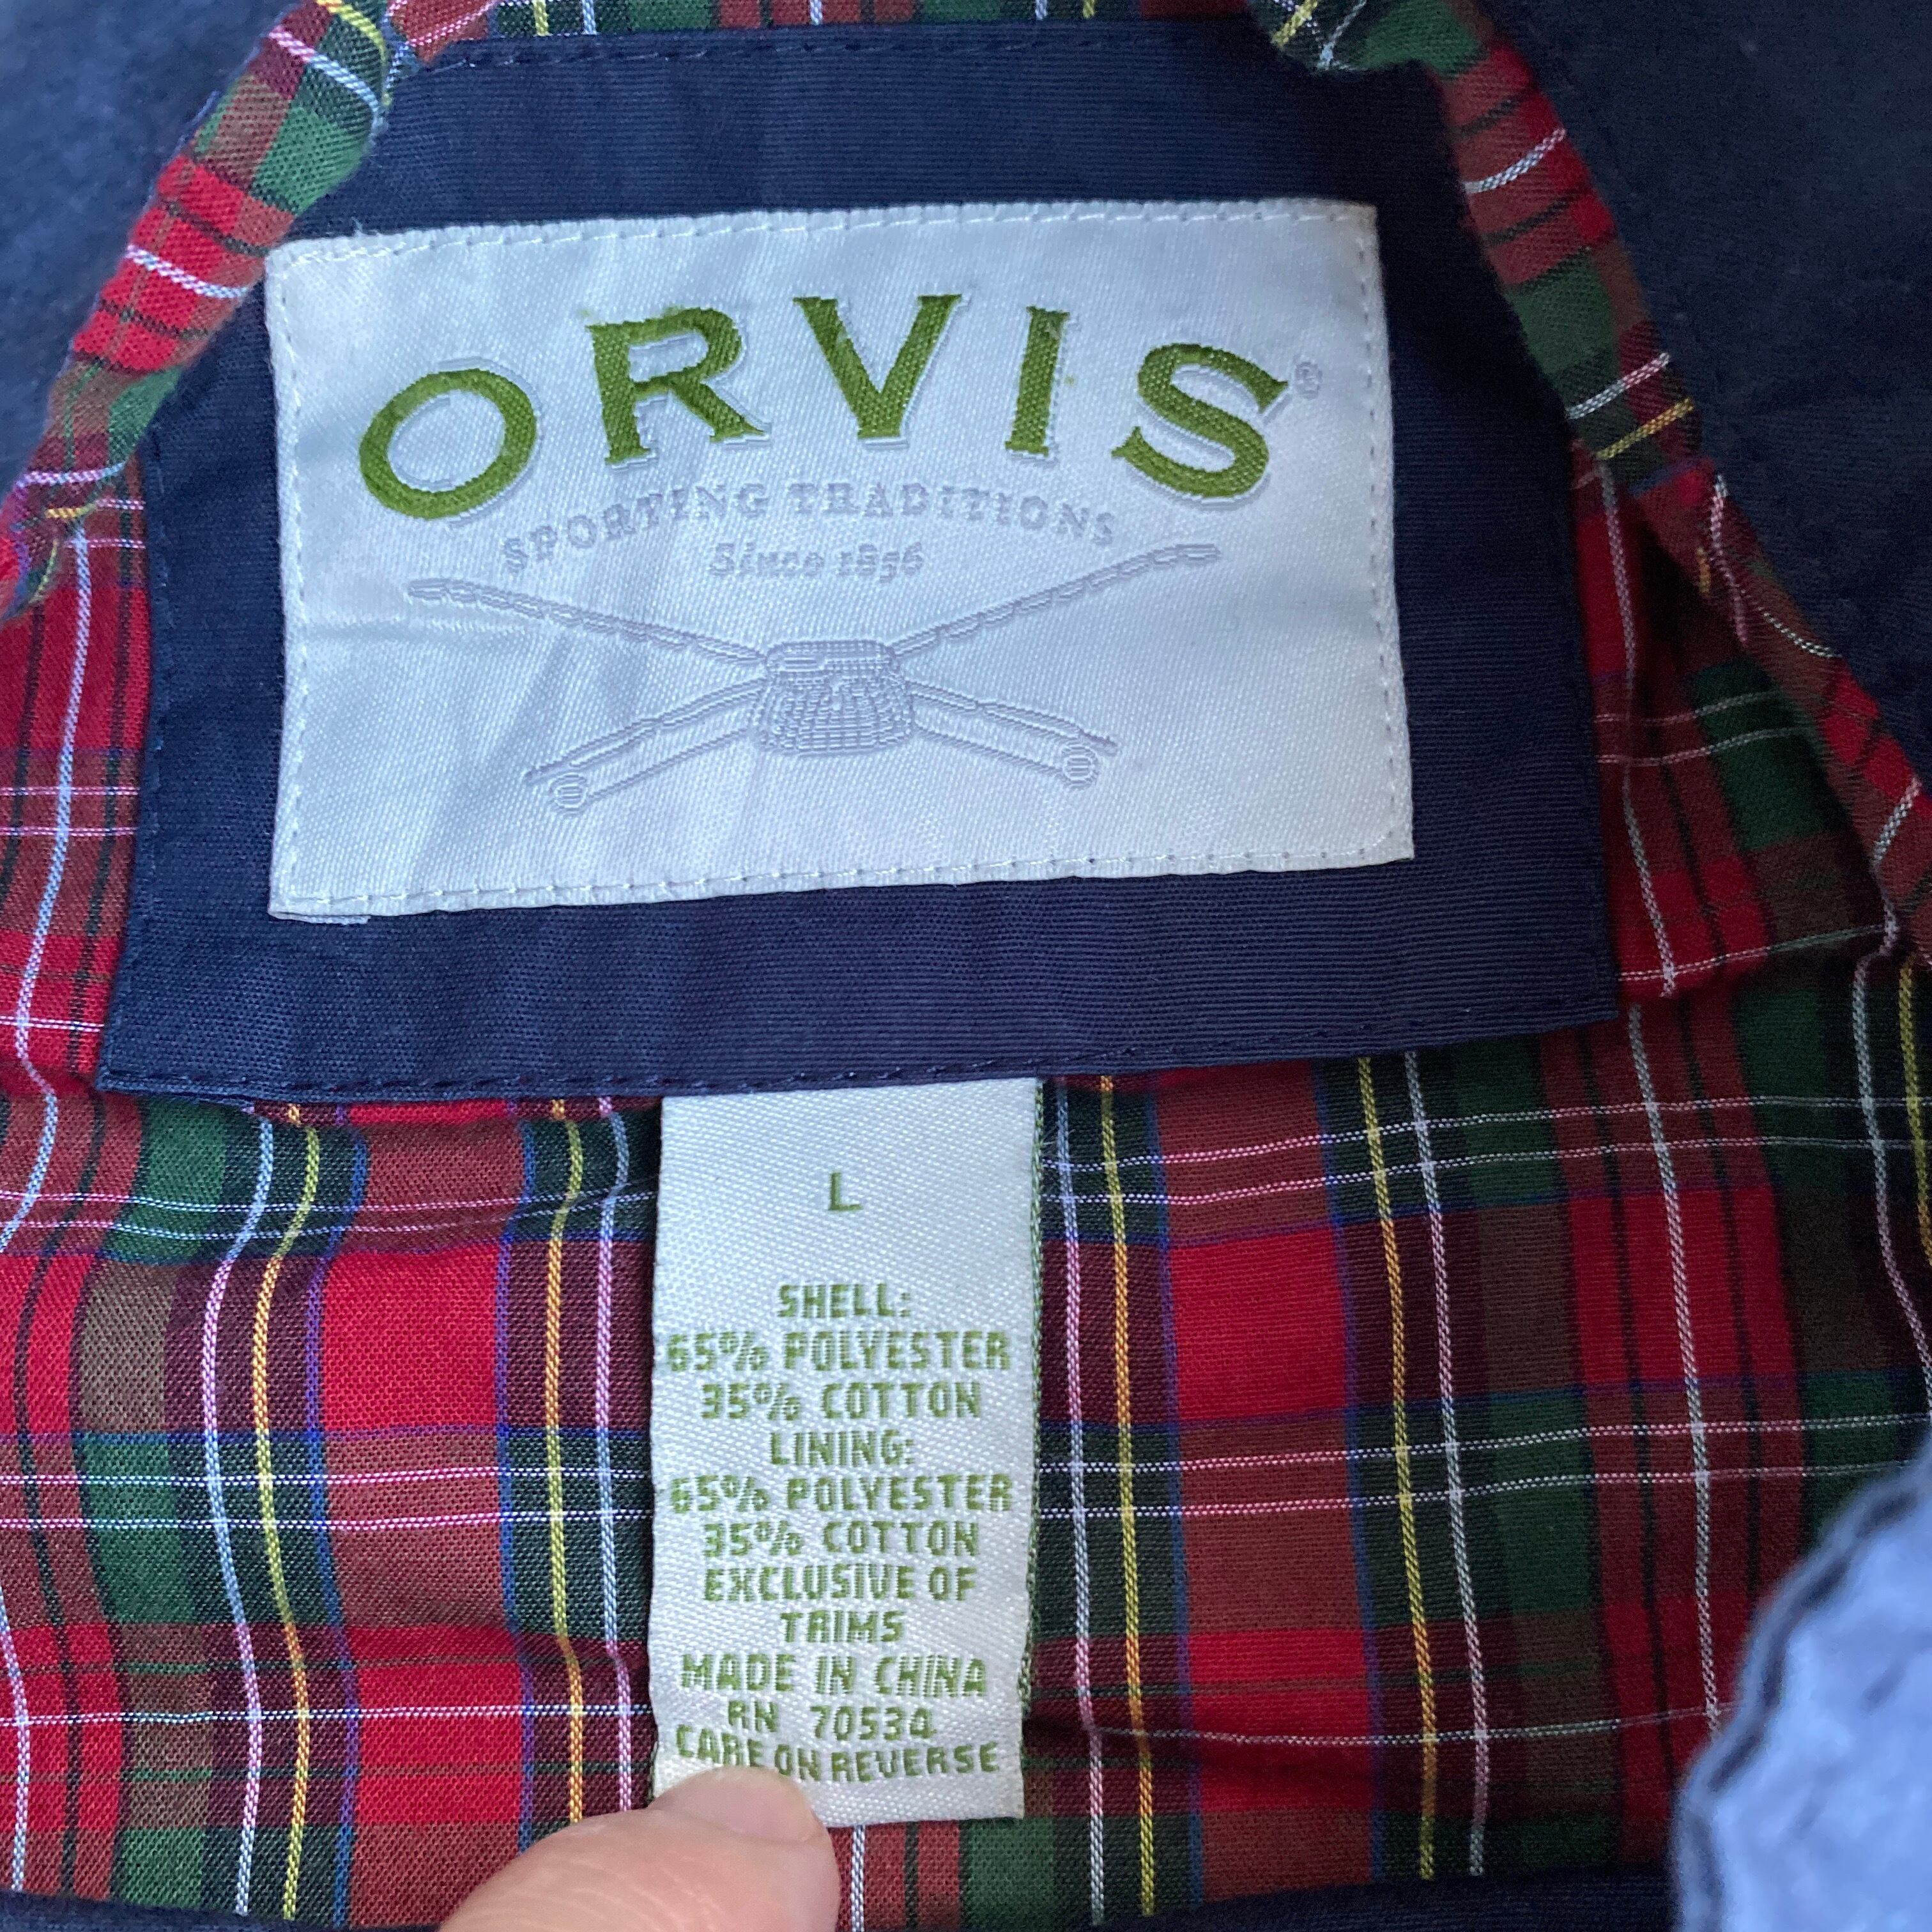 ORVIS®
SPORTING TRADITIONS
Since 1856
L
SHELL:
65% POLYESTER
35% COTTON
LINING:
65% POLYESTER
35% COTTON
EXCLUSIVE OF
TRIMS
MADE IN CHINA
RN 70534
CARE ON REVERSE